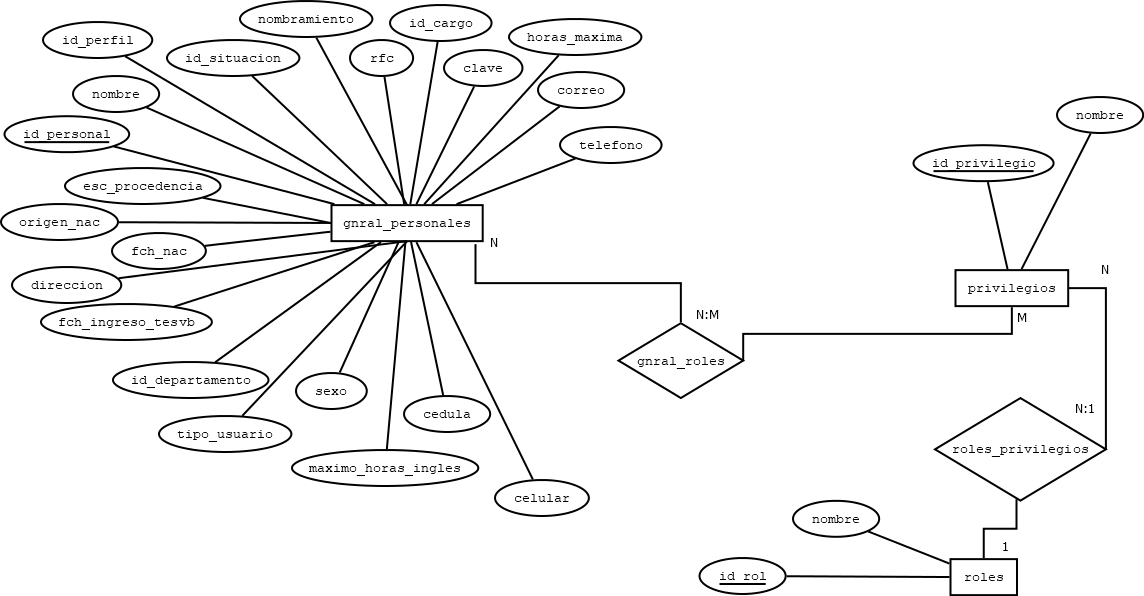 nombramiento
id_cargo
horas_maxima
id_perfil
id_situacion
rfc
clave
nombre
correo
nombre
id_personal
telefono
id_privilegio
esc_procedencia
origen_nac
gnral_personales
N
fch_nac
N
direccion
privilegios
fch_ingreso_tesvb
N:M
M
gnral_roles
id_departamento
sexo
N:1
cedula
tipo_usuario
roles_privilegios
maximo_horas_ingles
celular
nombre
1
id_rol
roles